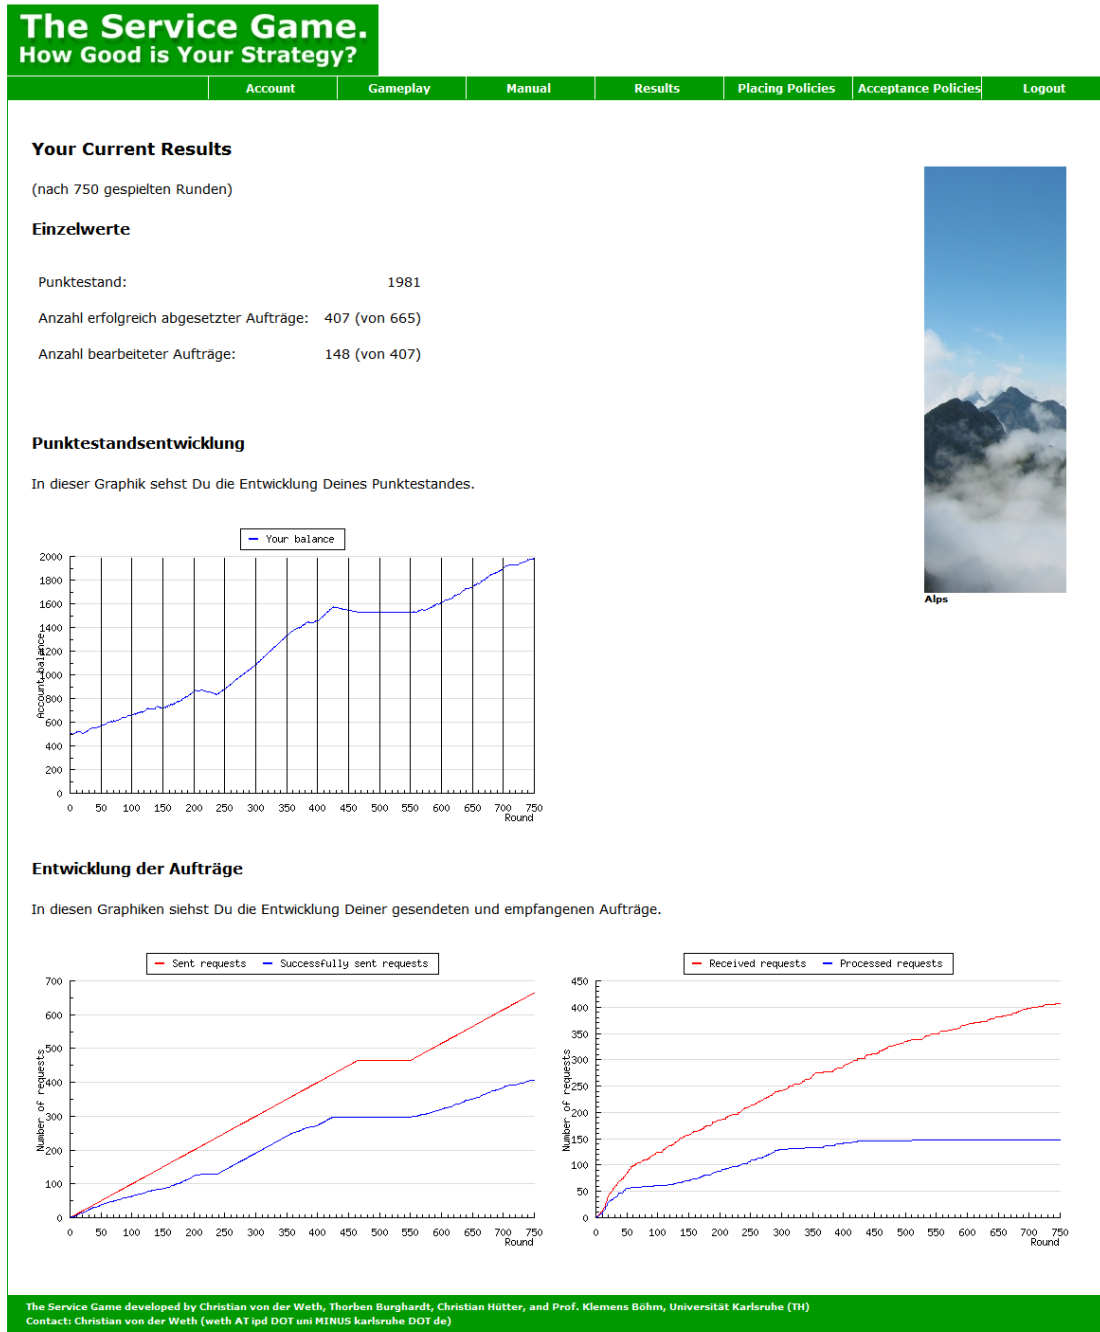 The Service Game.
How Good is Your Strategy?
Account Gameplay Manual Results Placing Policies Acceptance Policies Logout
Your Current Results
(nach 750 gespielten Runden)
Einzelwerte
Punktestand: 1981
Anzahl erfolgreich abgesetzter Aufträge: 407 (von 665)
Anzahl bearbeiteter Aufträge: 148 (von 407)
Alps
Punktestandsentwicklung
In dieser Graphik sehst Du die Entwicklung Deines Punktestandes.
Your balance
Account balance
2000
1800
1600
1400
1200
1000
800
600
400
200
0
0 50 100 150 200 250 300 350 400 450 500 550 600 650 700 750
Round
Entwicklung der Aufträge
In diesen Graphiken siehst Du die Entwicklung Deiner gesendeten und empfangenen Aufträge.
Sent requests Successfully sent requests
Number of requests
700
600
500
400
300
200
100
0
0 50 100 150 200 250 300 350 400 450 500 550 600 650 700 750
Round
Received requests Processed requests
Number of requests
450
400
350
300
250
200
150
100
50
0
0 50 100 150 200 250 300 350 400 450 500 550 600 650 700 750
Round
The Service Game developed by Christian von der Weth, Thorben Burghardt, Christian Hütter, and Prof. Klemens Böhm, Universität Karlsruhe (TH)
Contact: Christian von der Weth (weth AT ipd DOT uni MINUS karlsruhe DOT de)